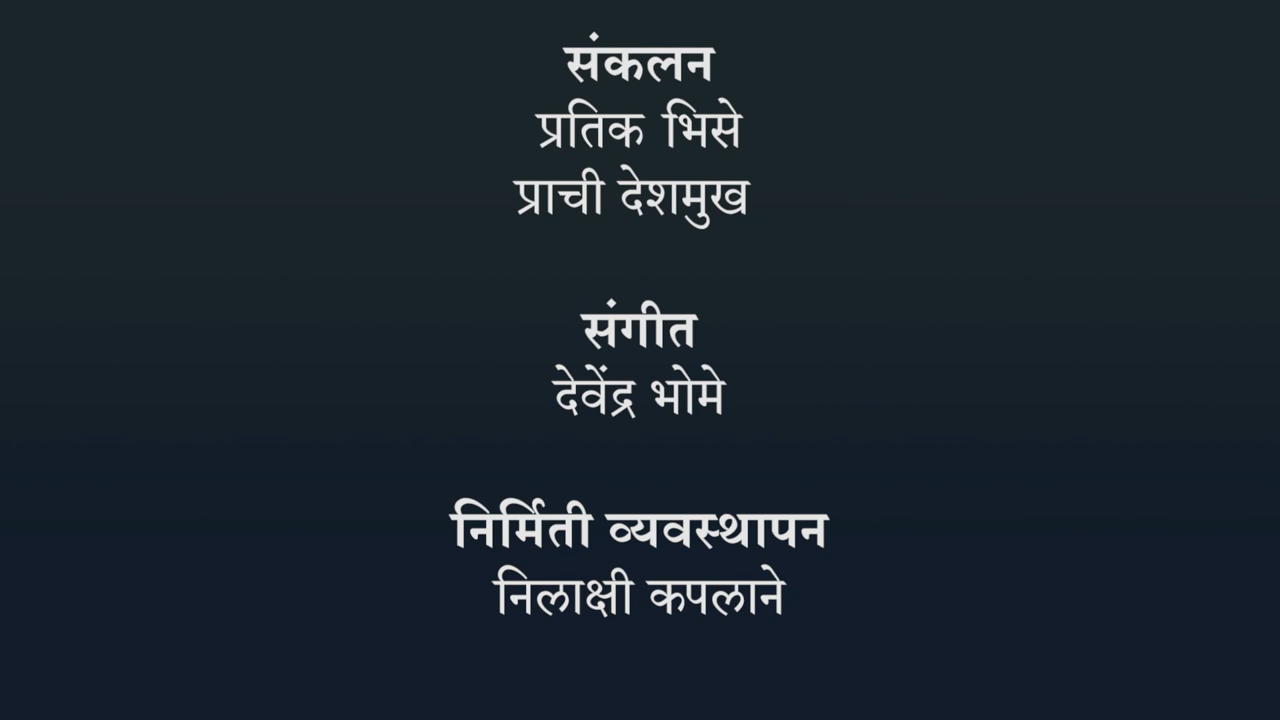 संकलन
प्रतिक भिसे
प्राची देशमुख
संगीत
देवेंद्र भोमे
निर्मिती व्यवस्थापन
निलाक्षी कपलाने